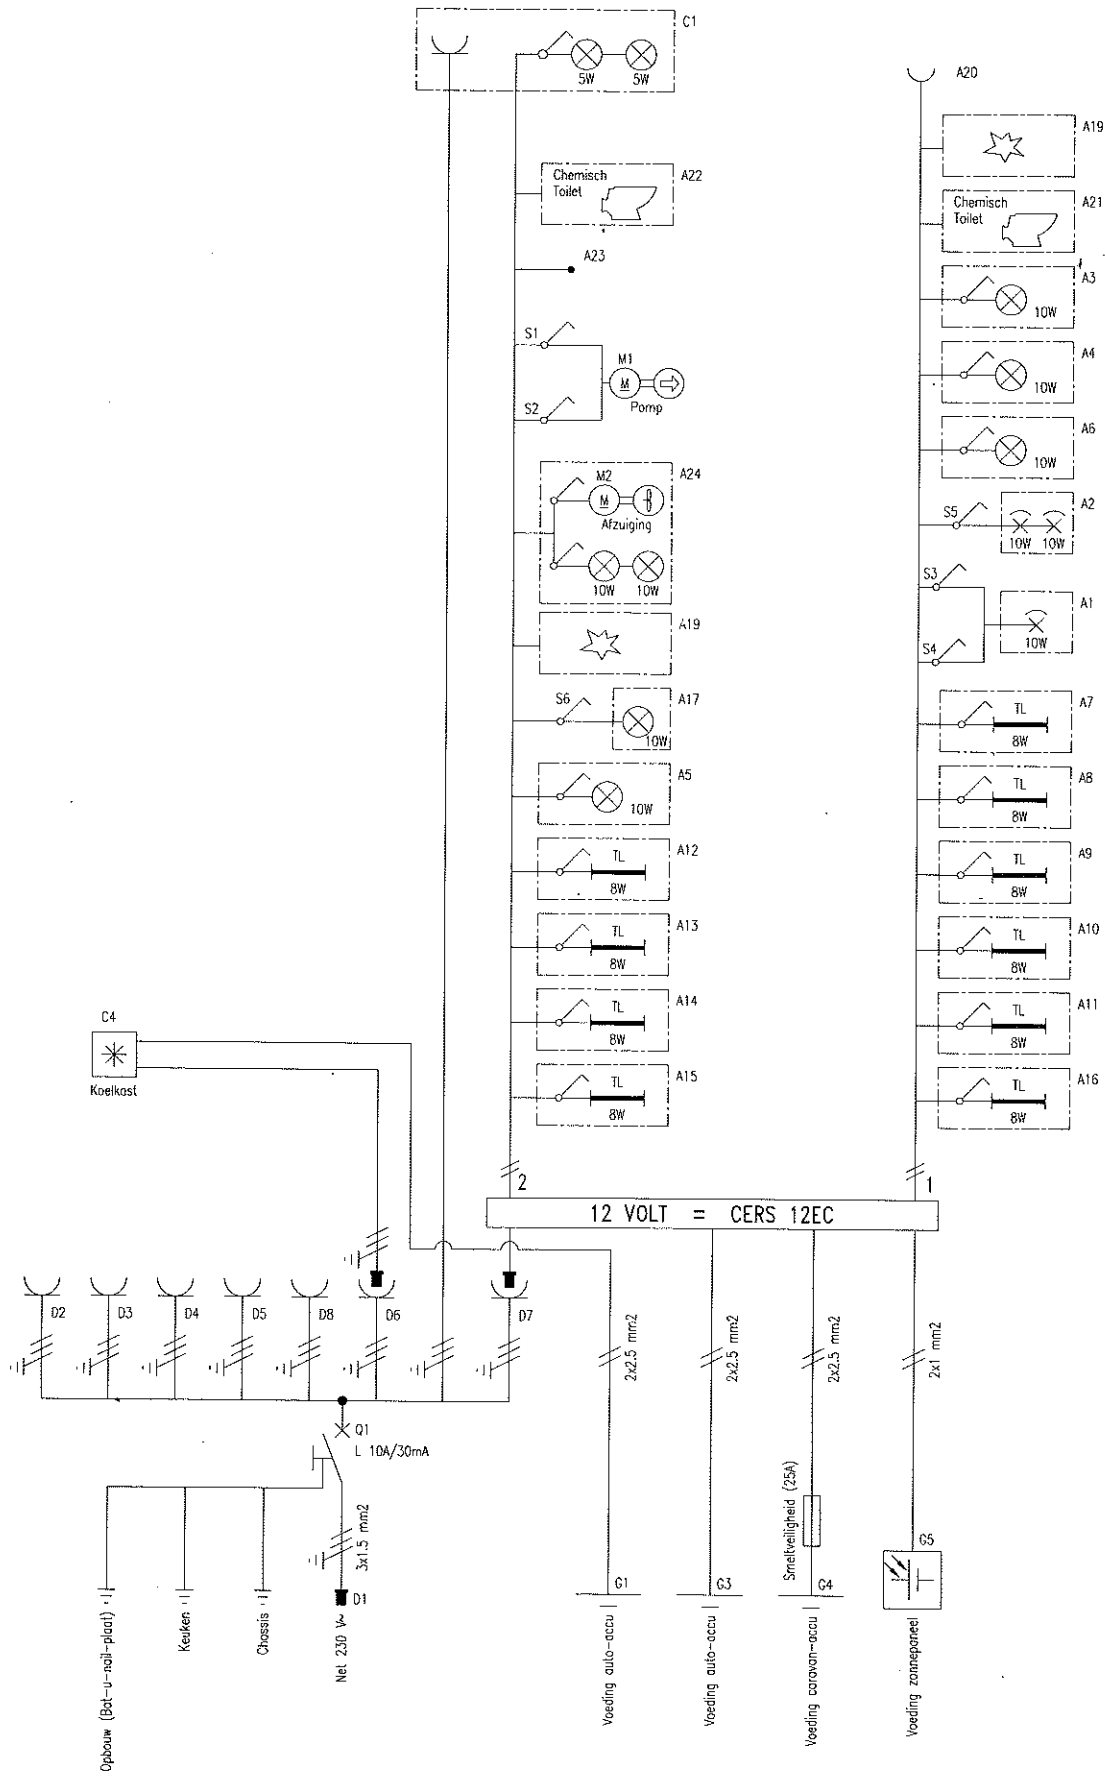 C1
5W 5W
A20
A19
Chemisch
Toilet
A22
Chemisch
Toilet
A21
A23
A3
10W
S1
M1
M
Pomp
S2
A4
10W
A6
10W
A24
M2
M
Afzuiging
10W 10W
S5
A2
10W 10W
S3
A1
10W
S4
A19
S6
A17
10W
A7
TL
8W
A5
10W
A8
TL
8W
A12
TL
8W
A9
TL
8W
A13
TL
8W
A10
TL
8W
A14
TL
8W
A11
TL
8W
A15
TL
8W
A16
TL
8W
C4
Koelkast
2
1
12 VOLT = CERS 12EC
D2 D3 D4 D5 D8 D6 D7
2x2.5 mm2
2x2.5 mm2
2x2.5 mm2
2x1 mm2
Q1
L 10A/30mA
3x1.5 mm2
Smeltveiligheid (25A)
D1
G1
G3
G4
G5
Opbouw (Bat-u-nail-plaat)
Keuken
Chassis
Net 230 V~
Voeding auto-accu
Voeding auto-accu
Voeding caravan-accu
Voeding zonnepaneel